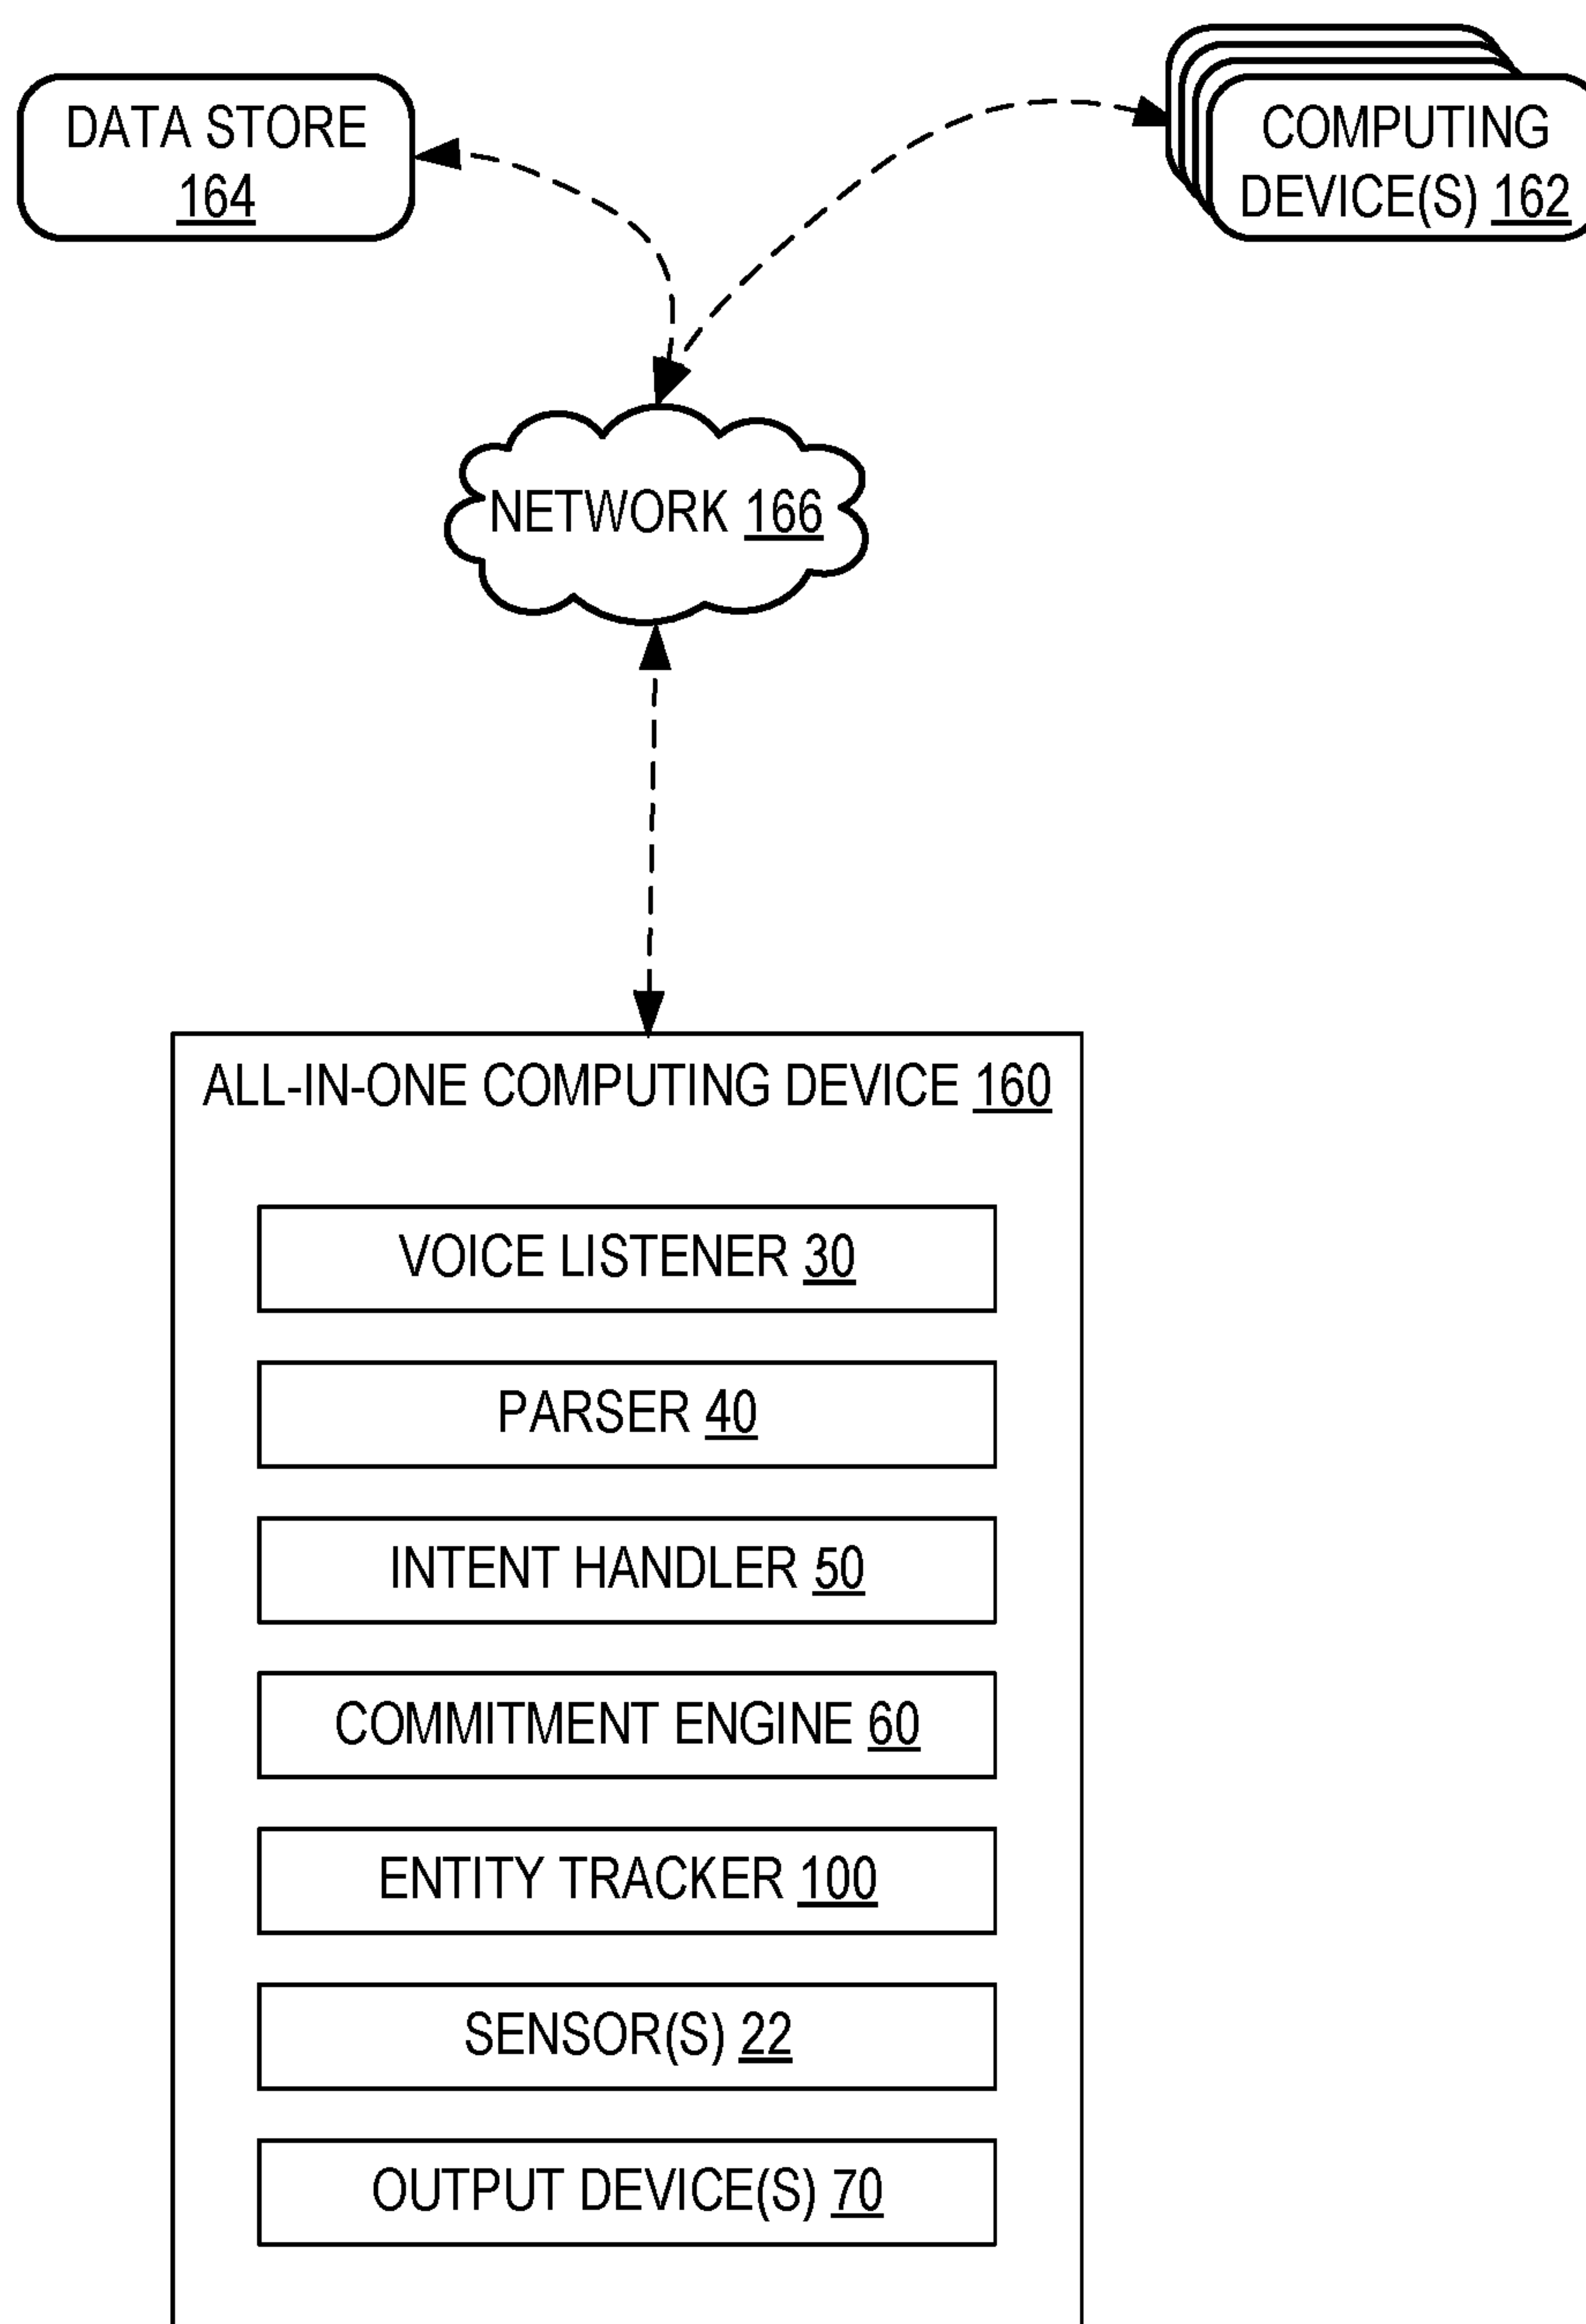 DATA STORE
164
COMPUTING
DEVICE(S) 162
NETWORK 166
ALL-IN-ONE COMPUTING DEVICE 160
VOICE LISTENER 30
PARSER 40
INTENT HANDLER 50
COMMITMENT ENGINE 60
ENTITY TRACKER 100
SENSOR(S) 22
OUTPUT DEVICE(S) 70